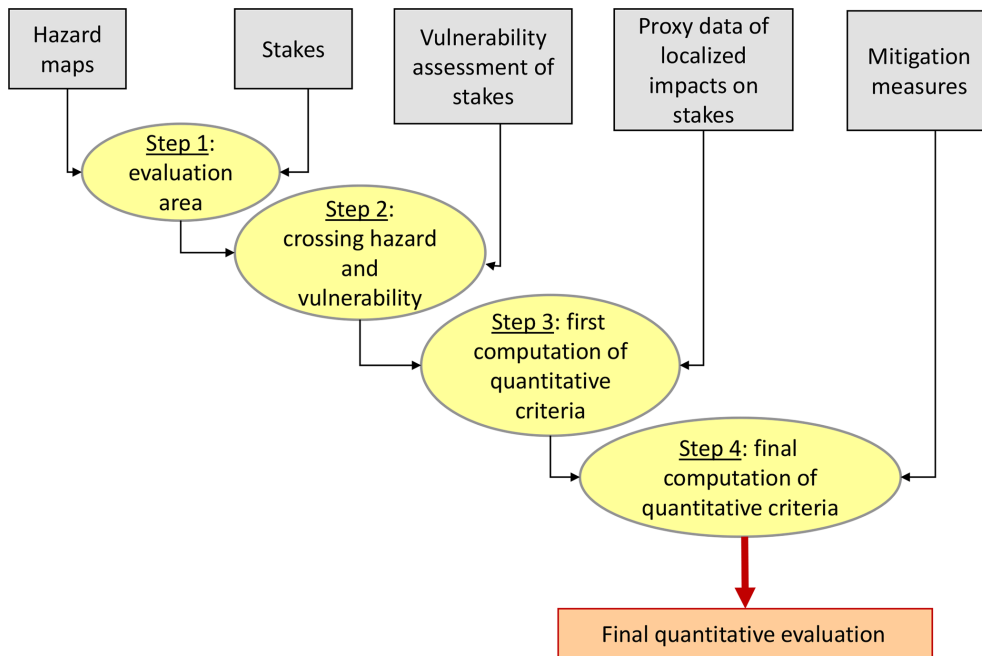 Hazard
maps
Stakes
Vulnerability
assessment of
stakes
Proxy data of
localized
impacts on
stakes
Mitigation
measures
Step 1:
evaluation
area
Step 2:
crossing hazard
and
vulnerability
Step 3: first
computation of
quantitative
criteria
Step 4: final
computation of
quantitative criteria
Final quantitative evaluation